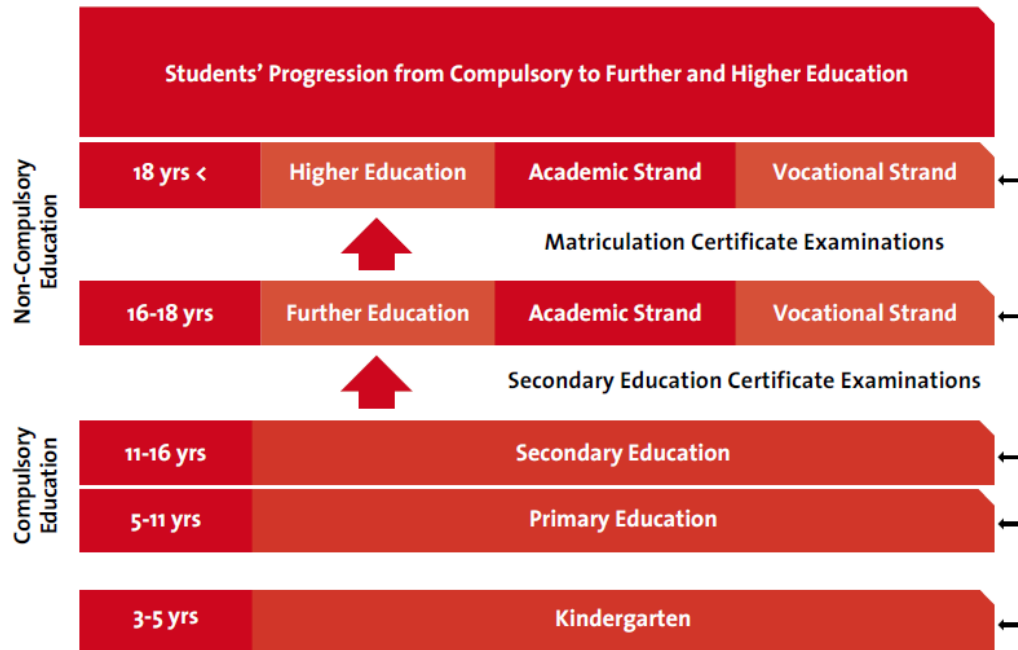 Students' Progression from Compulsory to Further and Higher Education
Non-Compulsory
Education
18 yrs < Higher Education Academic Strand Vocational Strand
Matriculation Certificate Examinations
16-18 yrs Further Education Academic Strand Vocational Strand
Secondary Education Certificate Examinations
Compulsory
Education
11-16 yrs Secondary Education
5-11 yrs Primary Education
3-5 yrs Kindergarten